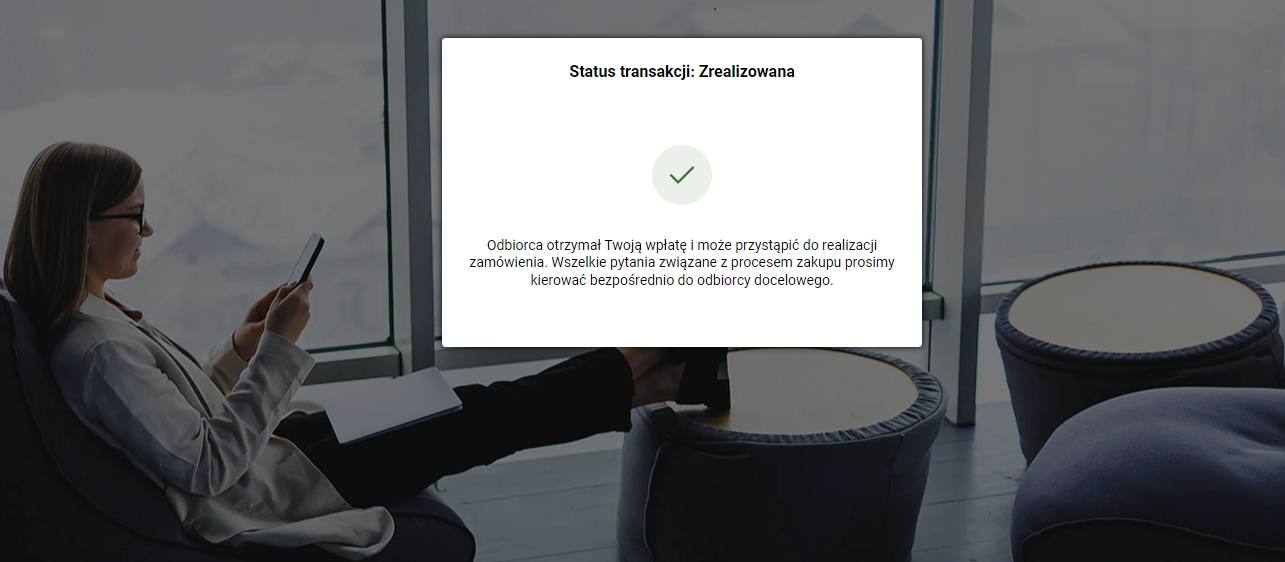 Status transakcji: Zrealizowana
Odbiorca otrzymał Twoją wpłatę i może przystąpić do realizacji
zamówienia. Wszelkie pytania związane z procesem zakupu prosimy
kierować bezpośrednio do odbiorcy docelowego.